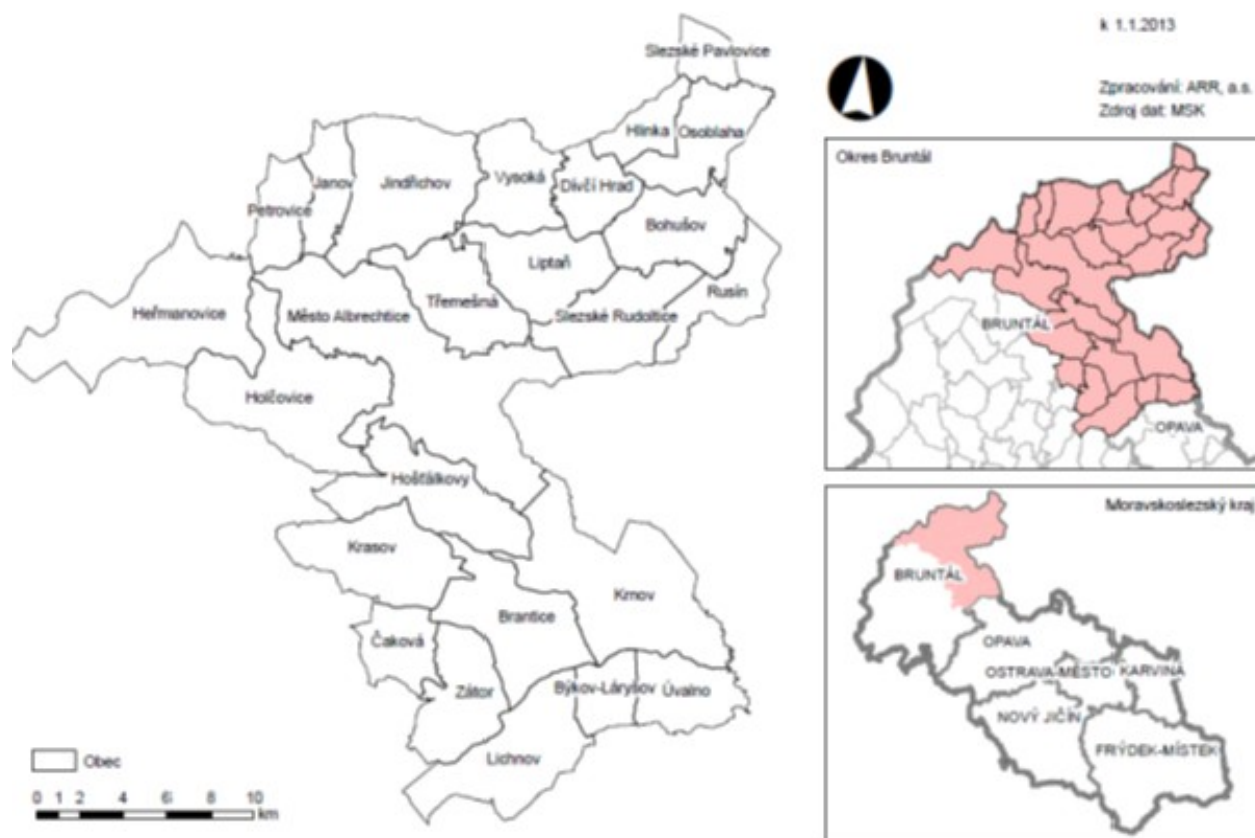 k 1.1.2013
Zpracování: ARR, a.s.
Zdroj dat: MSK
Slezské Pavlovice
Hlinka
Osoblaha
Janov
Jindřichov
Vysoká
Dívčí Hrad
Petrovice
Bohušov
Liptaň
Rusín
Heřmanovice
Město Albrechtice
Třemešná
Slezské Rudoltice
Holčovice
Hošťálkovy
Krasov
Krnov
Brantice
Čaková
Zátor
Býkov-Láryšov
Úvalno
Lichnov
Obec
0 1 2 4 6 8 10
km
Okres Bruntál
BRUNTÁL
OPAVA
Moravskoslezský kraj
BRUNTÁL
OPAVA
OSTRAVA-MĚSTO
KARVINÁ
NOVÝ JIČÍN
FRÝDEK-MÍSTEK